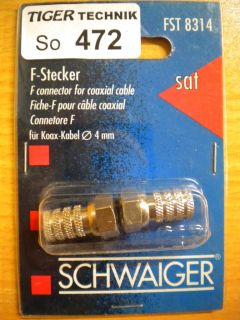 TIGER TECHNIK
So 472
FST 8314
F-Stecker
F connector for coaxial cable
Fiche-F pour câble coaxial
Connetore F
für Koax-Kabel Ø 4 mm
sat
SCHWAIGER®